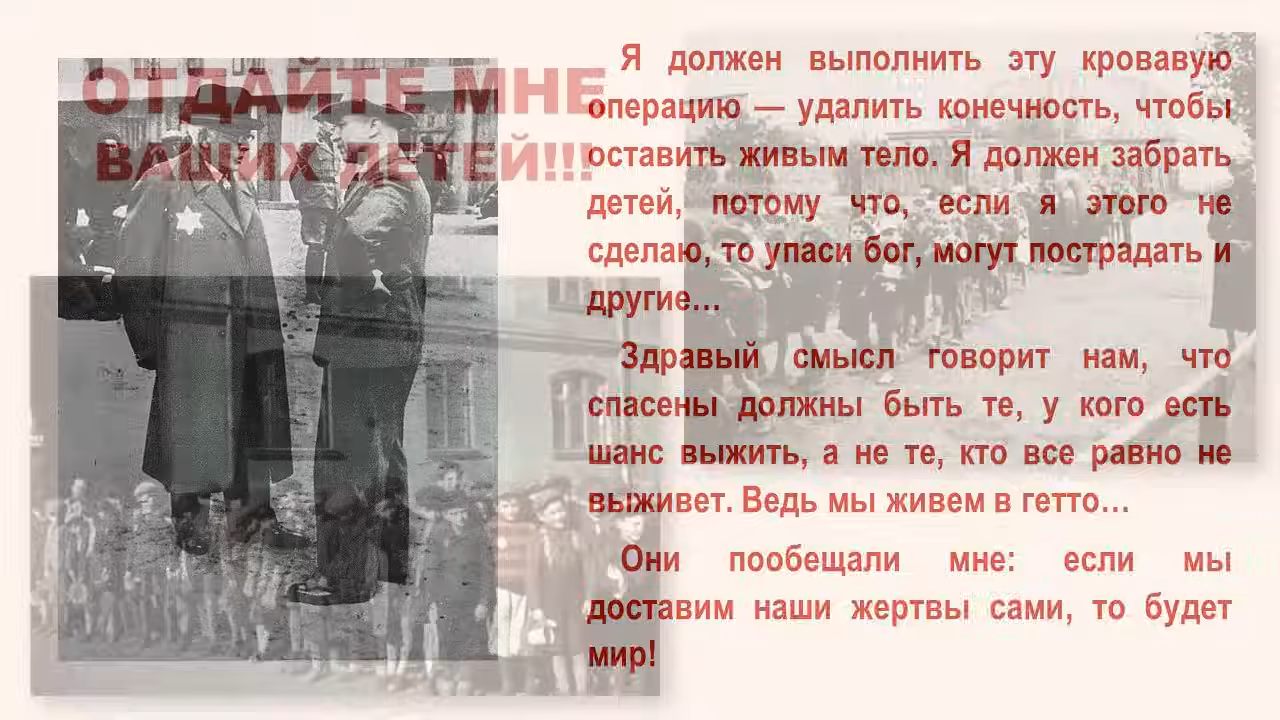 ОТДАЙТЕ МНЕ
ВАШИХ ДЕТЕЙ!!!
Я должен выполнить эту кровавую
операцию — удалить конечность, чтобы
оставить живым тело. Я должен забрать
детей, потому что, если я этого не
сделаю, то упаси бог, могут пострадать и
другие...
Здравый смысл говорит нам, что
спасены должны быть те, у кого есть
шанс выжить, а не те, кто все равно не
выживет. Ведь мы живем в гетто...
Они пообещали мне: если мы
доставим наши жертвы сами, то будет
мир!